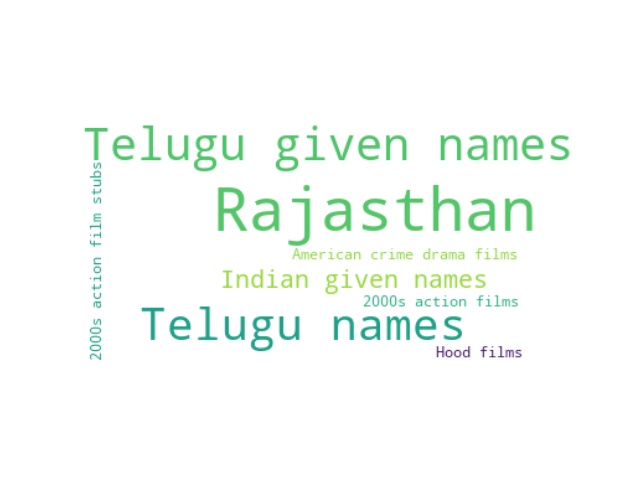 Telugu given names
2000s action film stubs
Rajasthan
American crime drama films
Indian given names
2000s action films
Telugu names
Hood films